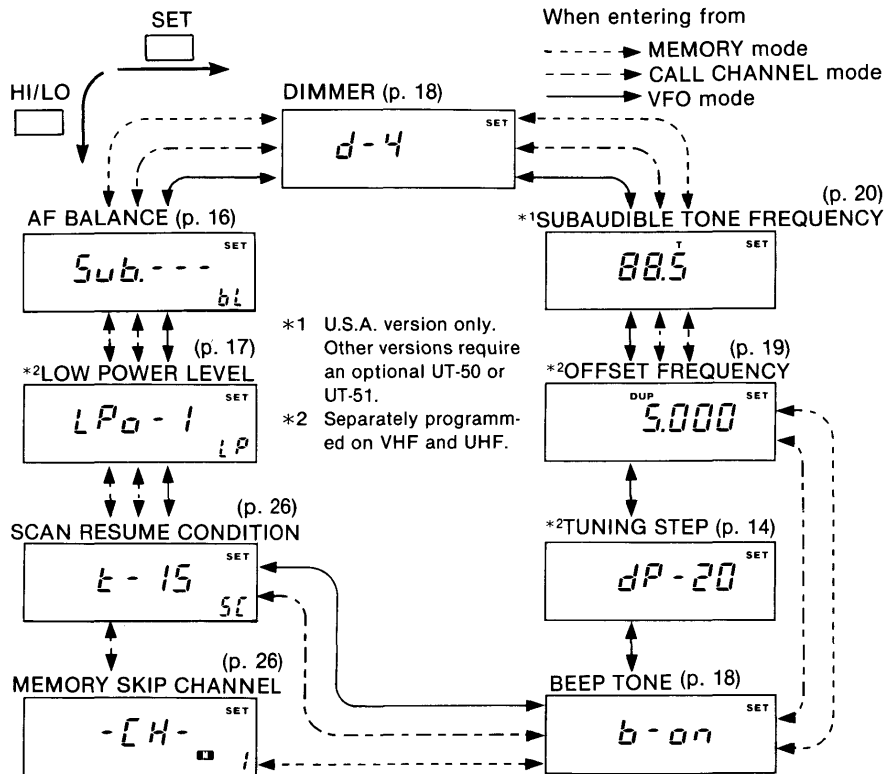 SET
HI/LO
When entering from
MEMORY mode
CALL CHANNEL mode
VFO mode
DIMMER (p. 18)
SET
d-4
AF BALANCE (p. 16)
SET
Sub.---
bL
(p. 20)
*1SUBAUDIBLE TONE FREQUENCY
T SET
88.5
*1 U.S.A. version only.
Other versions require
an optional UT-50 or
UT-51.
*2 Separately programm-
ed on VHF and UHF.
(p. 17)
*2LOW POWER LEVEL
SET
LPo-1
LP
(p. 19)
*2OFFSET FREQUENCY
DUP SET
5.000
(p. 26)
SCAN RESUME CONDITION
SET
t-15
SC
*2TUNING STEP (p. 14)
SET
dP-20
(p. 26)
MEMORY SKIP CHANNEL
SET
-CH-
M 1
BEEP TONE (p. 18)
SET
b-on